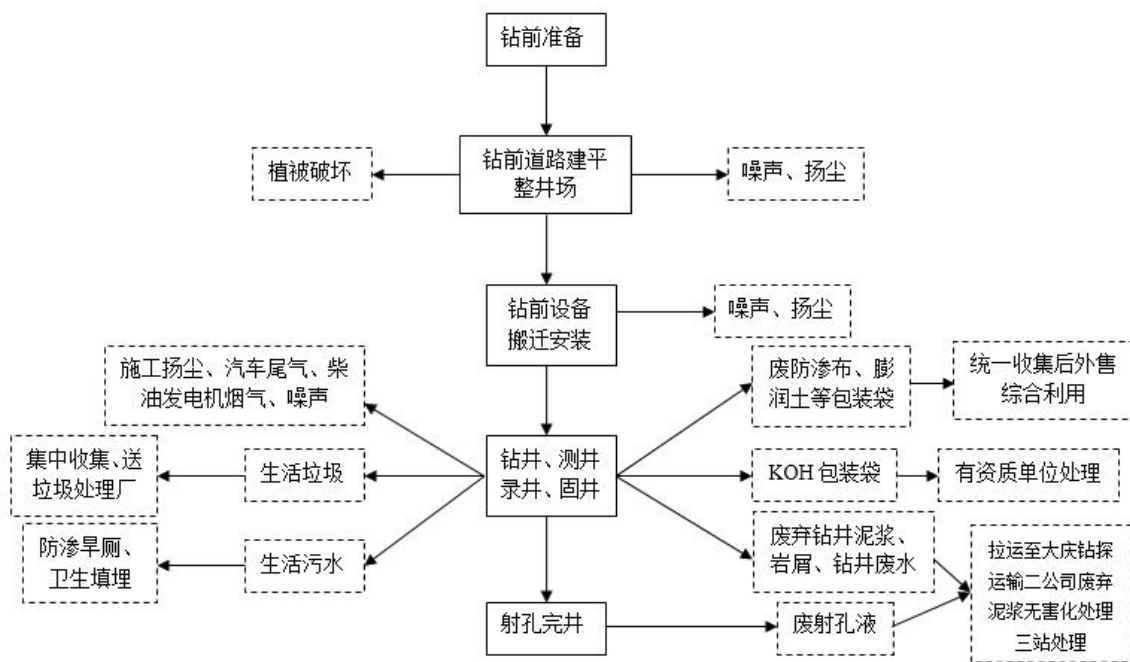 钻前准备
植被破坏
钻前道路建平
整井场
噪声、扬尘
钻前设备
搬迁安装
噪声、扬尘
施工扬尘、汽车尾气、柴
油发电机烟气、噪声
废防渗布、膨
润土等包装袋
统一收集后外售
综合利用
集中收集、送
垃圾处理厂
生活垃圾
钻井、测井
录井、固井
KOH 包装袋
有资质单位处理
防渗旱厕、
卫生填埋
生活污水
废弃钻井泥浆、
岩屑、钻井废水
拉运至大庆钻探
运输二公司废弃
泥浆无害化处理
三站处理
射孔完井
废射孔液